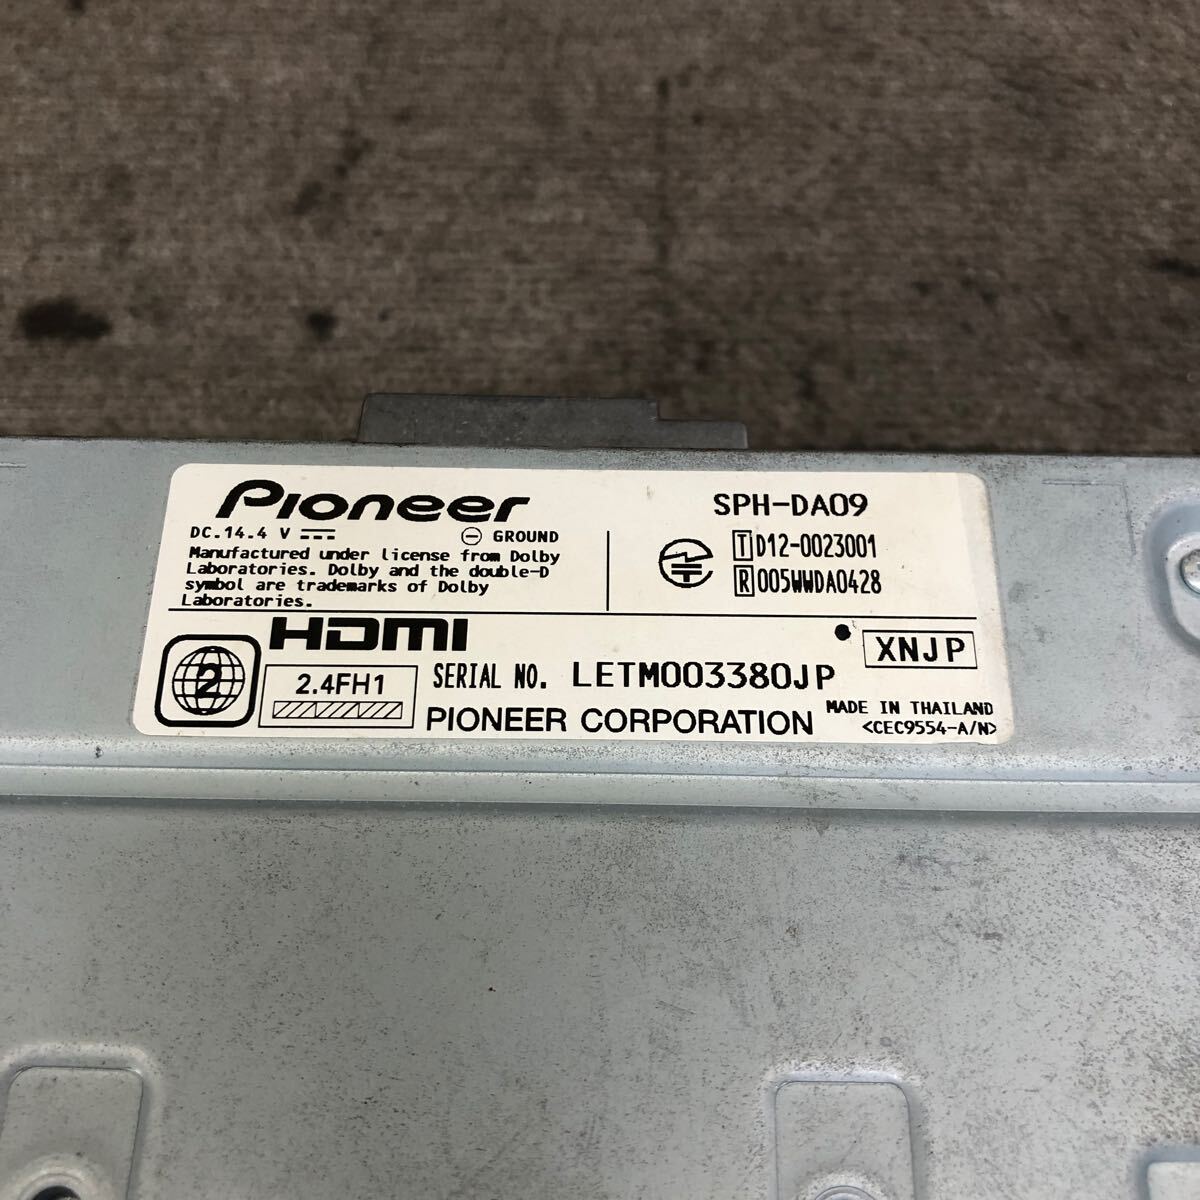 Pioneer
DC.14.4 V
GROUND
Manufactured under license from Dolby
Laboratories. Dolby and the double-D
symbol are trademarks of Dolby
Laboratories.
SPH-DA09
T D12-0023001
R 005WWDA0428
2
HDMI
2.4FH1
SERIAL NO. LETM003380JP
XNJP
PIONEER CORPORATION
MADE IN THAILAND
<CEC9554-A/N>